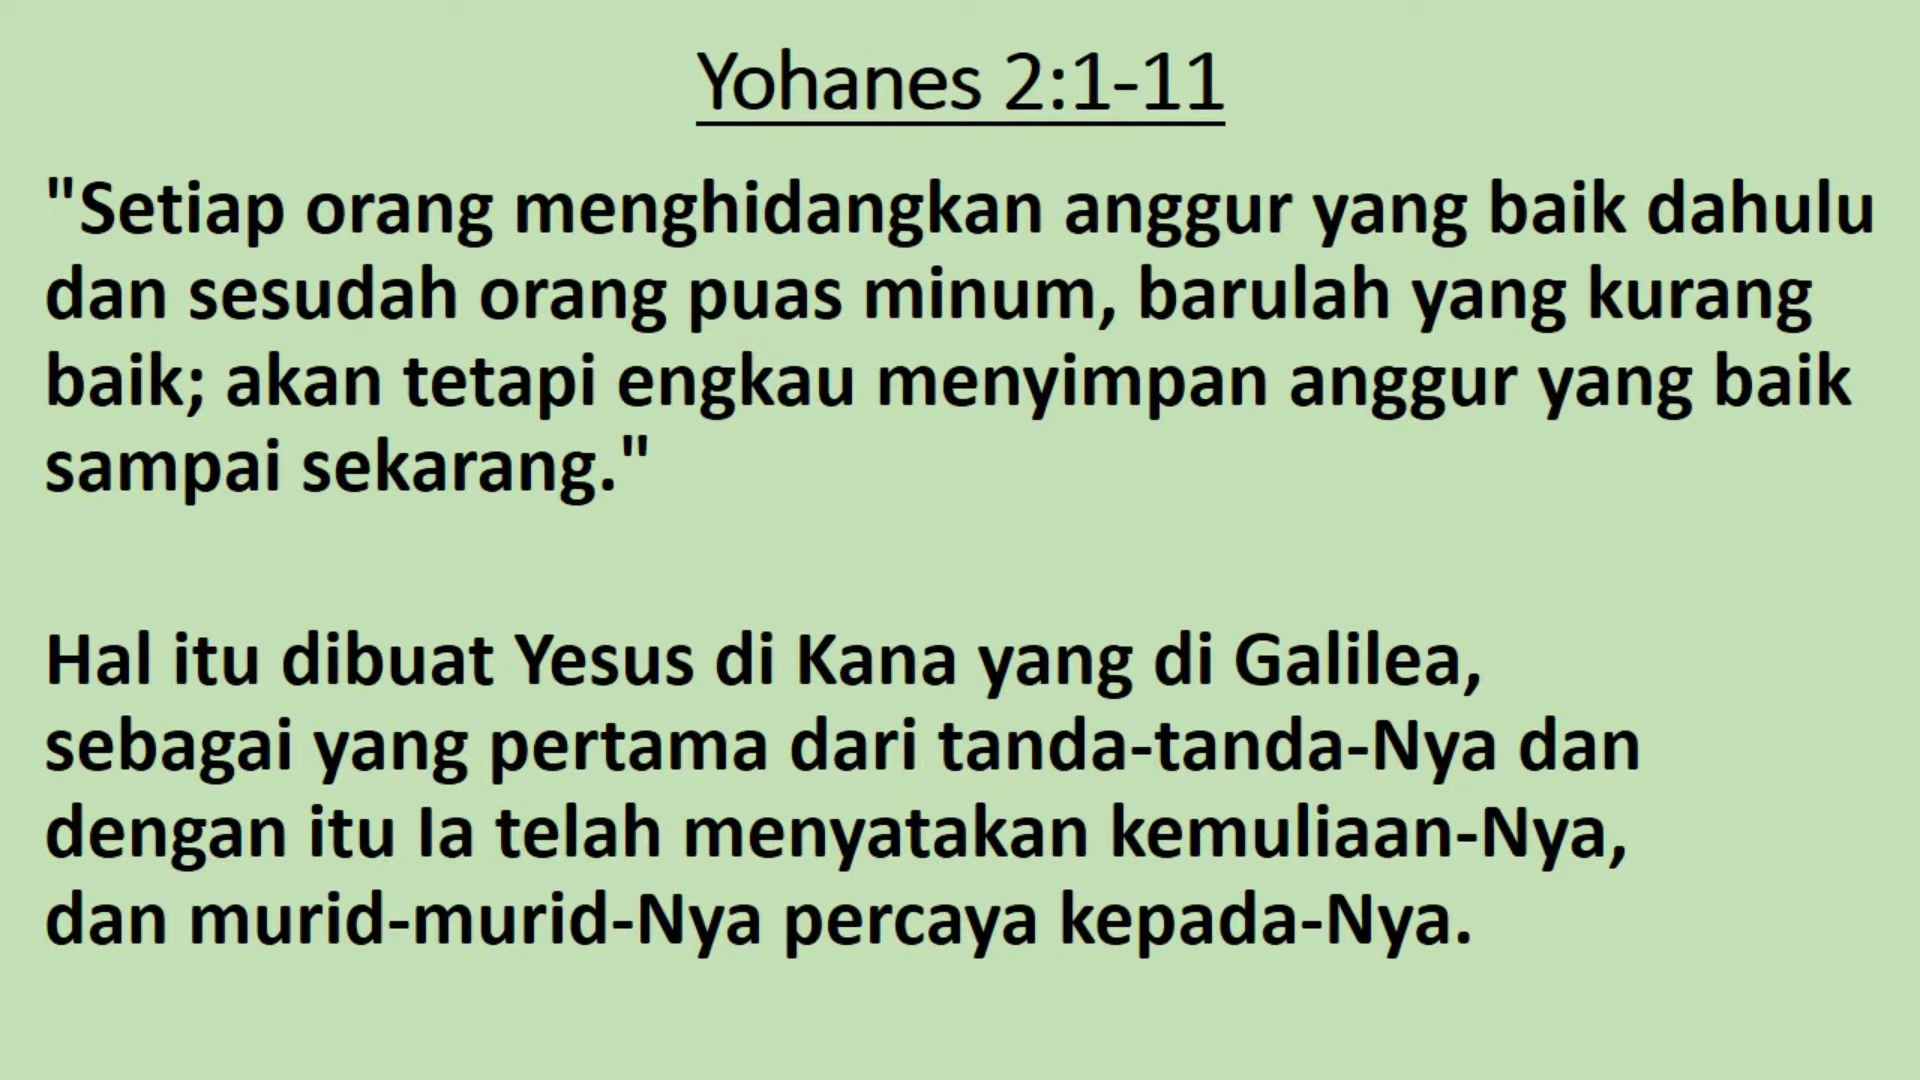 Yohanes 2:1-11
"Setiap orang menghidangkan anggur yang baik dahulu
dan sesudah orang puas minum, barulah yang kurang
baik; akan tetapi engkau menyimpan anggur yang baik
sampai sekarang."
Hal itu dibuat Yesus di Kana yang di Galilea,
sebagai yang pertama dari tanda-tanda-Nya dan
dengan itu Ia telah menyatakan kemuliaan-Nya,
dan murid-murid-Nya percaya kepada-Nya.